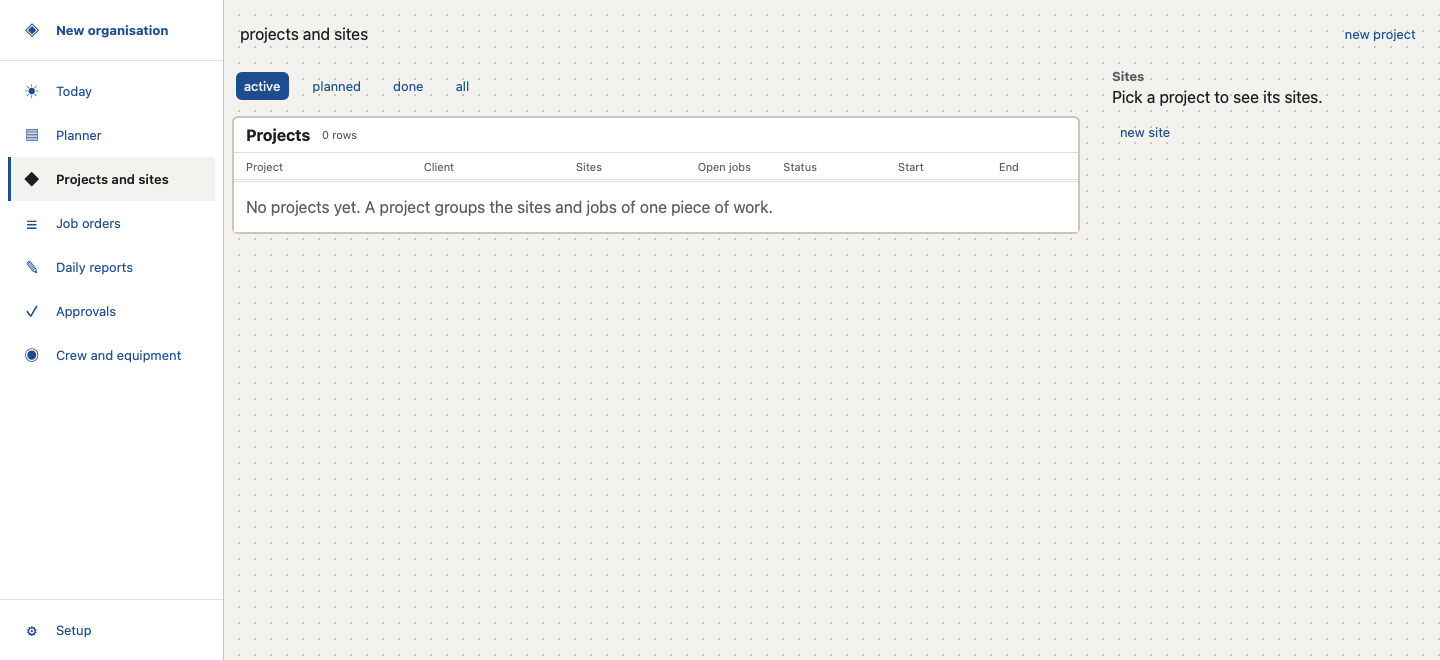 New organisation
Today
Planner
Projects and sites
Job orders
Daily reports
Approvals
Crew and equipment
Setup
projects and sites
new project
active planned done all
Projects 0 rows
Project Client Sites Open jobs Status Start End
No projects yet. A project groups the sites and jobs of one piece of work.
Sites
Pick a project to see its sites.
new site